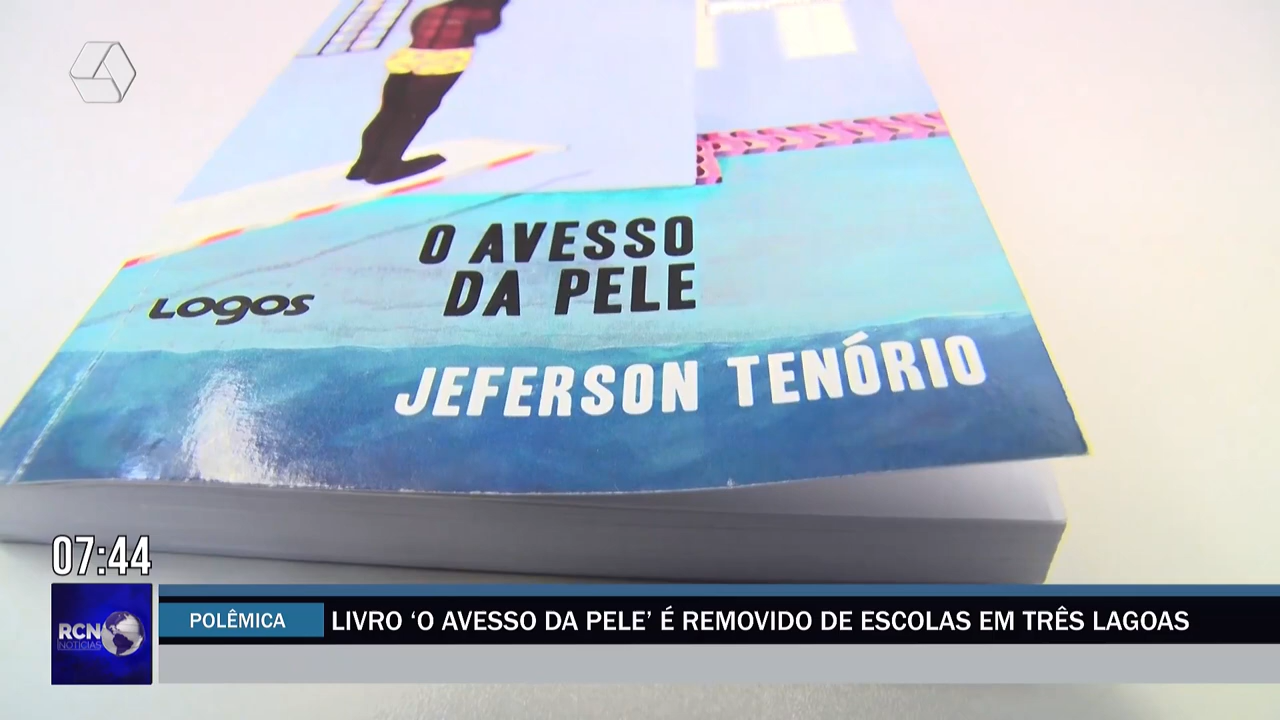 O AVESSO
DA PELE
LOGOS
JEFERSON TENÓRIO
07:44
RCN
NOTÍCIAS
POLÊMICA
LIVRO ‘O AVESSO DA PELE’ É REMOVIDO DE ESCOLAS EM TRÊS LAGOAS